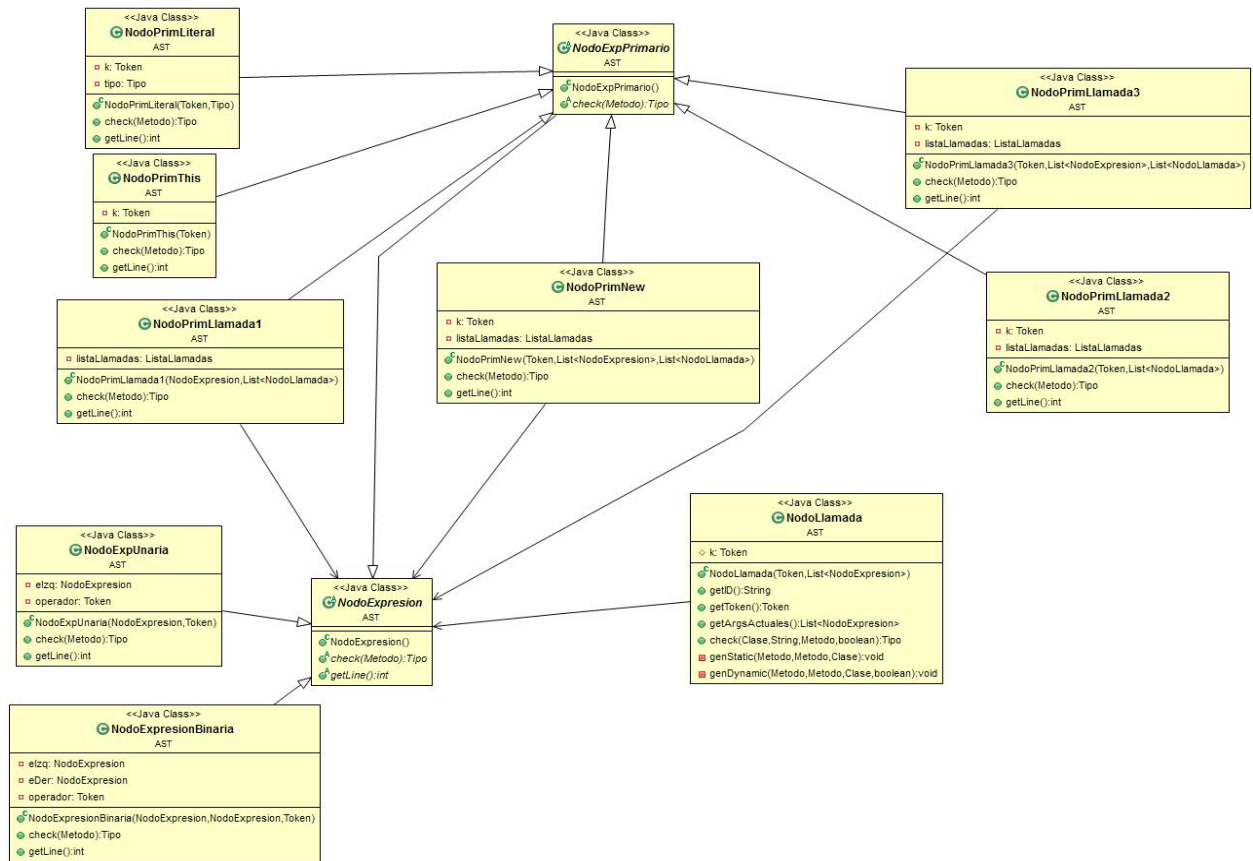 <<Java Class>>
NodoPrimLiteral
AST
k: Token
tipo: Tipo
NodoPrimLiteral(Token,Tipo)
check(Metodo):Tipo
getLine():int
<<Java Class>>
NodoPrimThis
AST
k: Token
NodoPrimThis(Token)
check(Metodo):Tipo
getLine():int
<<Java Class>>
NodoExpPrimario
AST
NodoExpPrimario()
check(Metodo):Tipo
<<Java Class>>
NodoPrimLlamada3
AST
k: Token
listaLlamadas: ListaLlamadas
NodoPrimLlamada3(Token,List<NodoExpresion>,List<NodoLlamada>)
check(Metodo):Tipo
getLine():int
<<Java Class>>
NodoPrimLlamada1
AST
listaLlamadas: ListaLlamadas
NodoPrimLlamada1(NodoExpresion,List<NodoLlamada>)
check(Metodo):Tipo
getLine():int
<<Java Class>>
NodoPrimNew
AST
k: Token
listaLlamadas: ListaLlamadas
NodoPrimNew(Token,List<NodoExpresion>,List<NodoLlamada>)
check(Metodo):Tipo
getLine():int
<<Java Class>>
NodoPrimLlamada2
AST
k: Token
listaLlamadas: ListaLlamadas
NodoPrimLlamada2(Token,List<NodoLlamada>)
check(Metodo):Tipo
getLine():int
<<Java Class>>
NodoExpUnaria
AST
eIzq: NodoExpresion
operador: Token
NodoExpUnaria(NodoExpresion,Token)
check(Metodo):Tipo
getLine():int
<<Java Class>>
NodoExpresion
AST
NodoExpresion()
check(Metodo):Tipo
getLine():int
<<Java Class>>
NodoLlamada
AST
k: Token
NodoLlamada(Token,List<NodoExpresion>)
getID():String
getToken():Token
getArgsActuales():List<NodoExpresion>
check(Clase,String,Metodo,boolean):Tipo
genStatic(Metodo,Metodo,Clase):void
genDynamic(Metodo,Metodo,Clase,boolean):void
<<Java Class>>
NodoExpresionBinaria
AST
eIzq: NodoExpresion
eDer: NodoExpresion
operador: Token
NodoExpresionBinaria(NodoExpresion,NodoExpresion,Token)
check(Metodo):Tipo
getLine():int